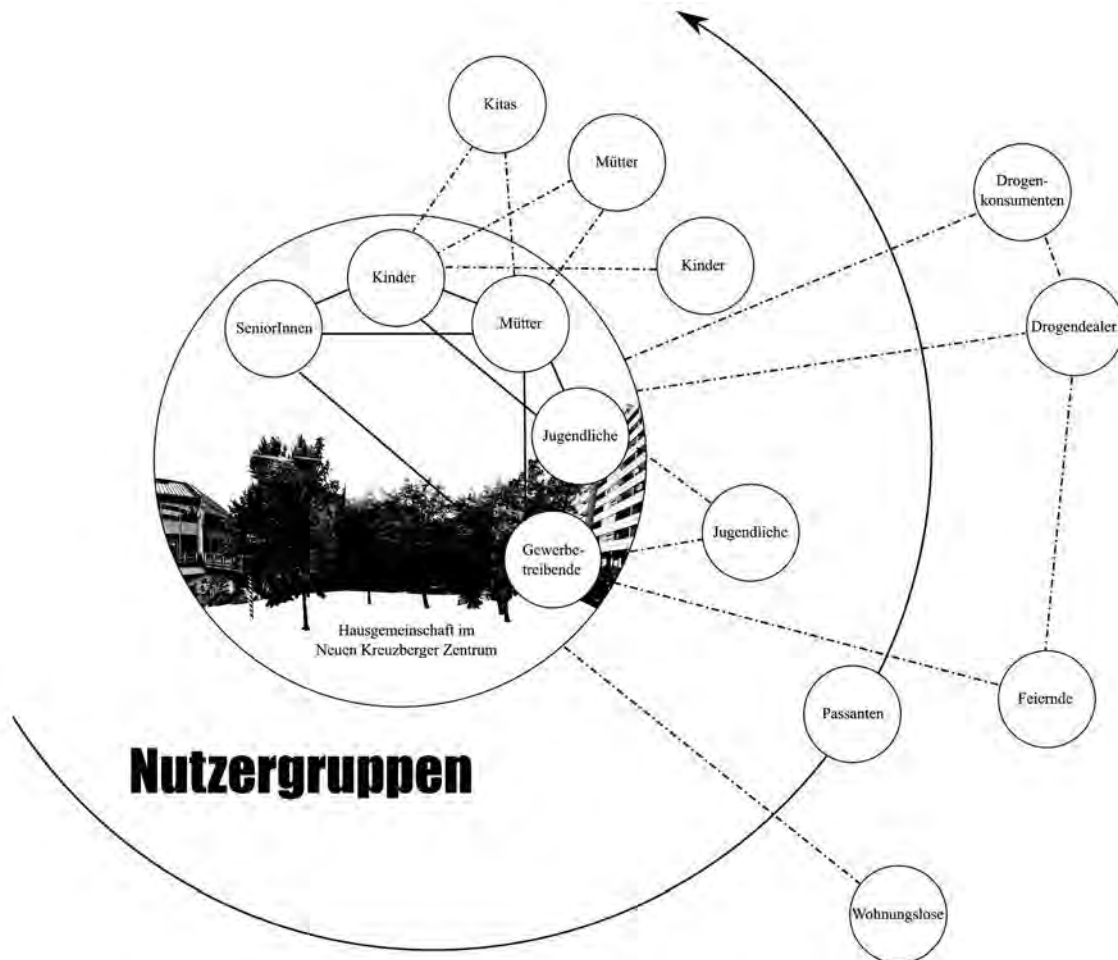 Kitas
Mütter
Drogen-
konsumenten
Kinder
Kinder
SeniorInnen
Mütter
Drogendealer
Jugendliche
Jugendliche
Gewerbe-
treibende
Hausgemeinschaft im
Neuen Kreuzberger Zentrum
Passanten
Feiernde
Nutzergruppen
Wohnungslose